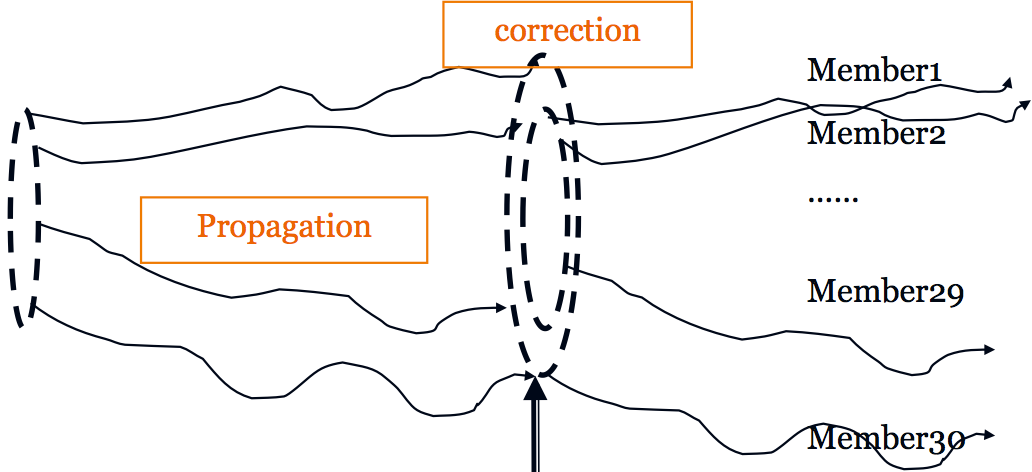 correction
Member1
Member2
......
Propagation
Member29
Member30